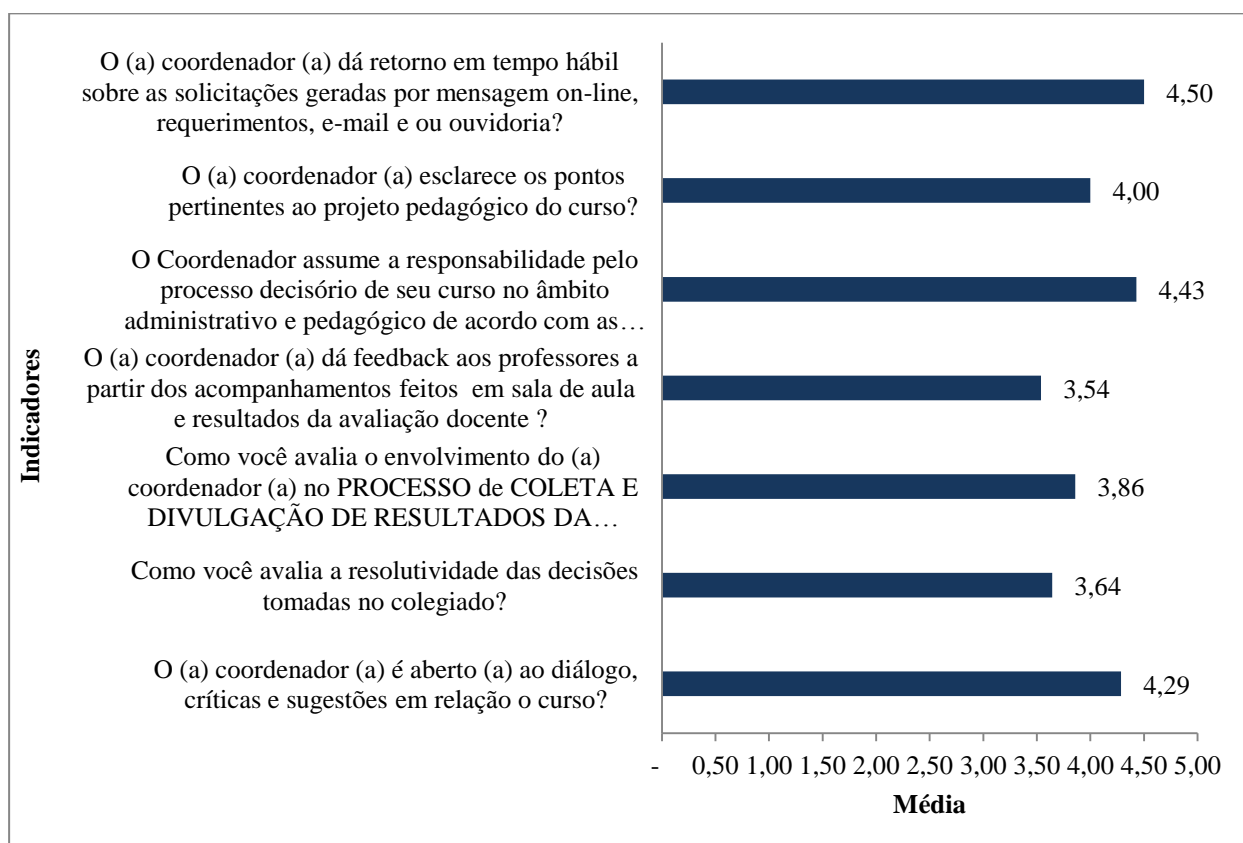 O (a) coordenador (a) dá retorno em tempo hábil
sobre as solicitações geradas por mensagem on-line,
requerimentos, e-mail e ou ouvidoria?
4,50
O (a) coordenador (a) esclarece os pontos
pertinentes ao projeto pedagógico do curso?
4,00
O Coordenador assume a responsabilidade pelo
processo decisório de seu curso no âmbito
administrativo e pedagógico de acordo com as…
4,43
O (a) coordenador (a) dá feedback aos professores a
partir dos acompanhamentos feitos em sala de aula
e resultados da avaliação docente ?
3,54
Como você avalia o envolvimento do (a)
coordenador (a) no PROCESSO de COLETA E
DIVULGAÇÃO DE RESULTADOS DA…
3,86
Como você avalia a resolutividade das decisões
tomadas no colegiado?
3,64
O (a) coordenador (a) é aberto (a) ao diálogo,
críticas e sugestões em relação o curso?
4,29
Indicadores
- 0,50 1,00 1,50 2,00 2,50 3,00 3,50 4,00 4,50 5,00
Média